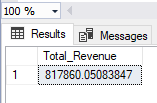 100 %
Results Messages
Total_Revenue
1 817860.05083847